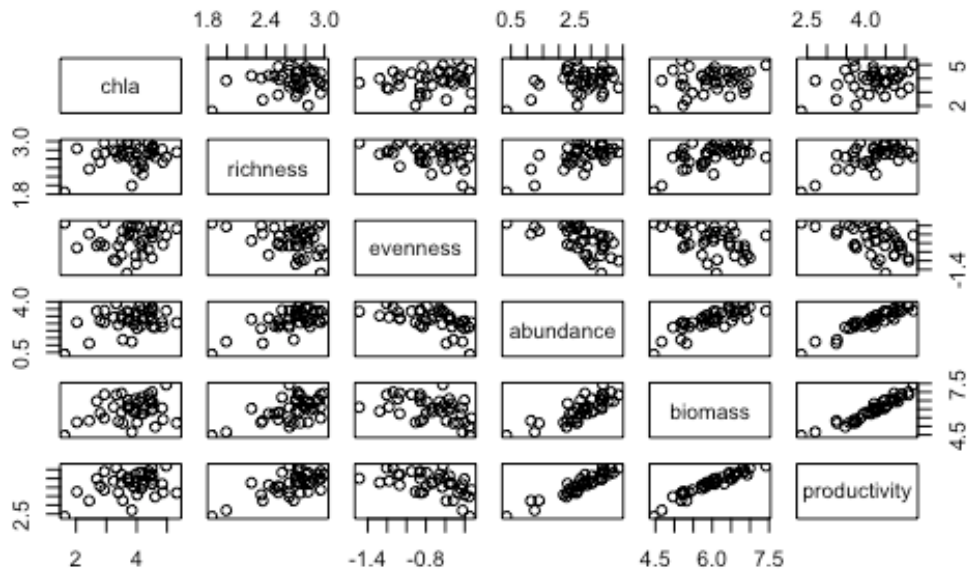 1.8 2.4 3.0 0.5 2.5 2.5 4.0
chla 2 5
1.8 3.0 richness
evenness -1.4
0.5 4.0 abundance
biomass 4.5 7.5
2.5 productivity
2 4 -1.4 -0.8 4.5 6.0 7.5